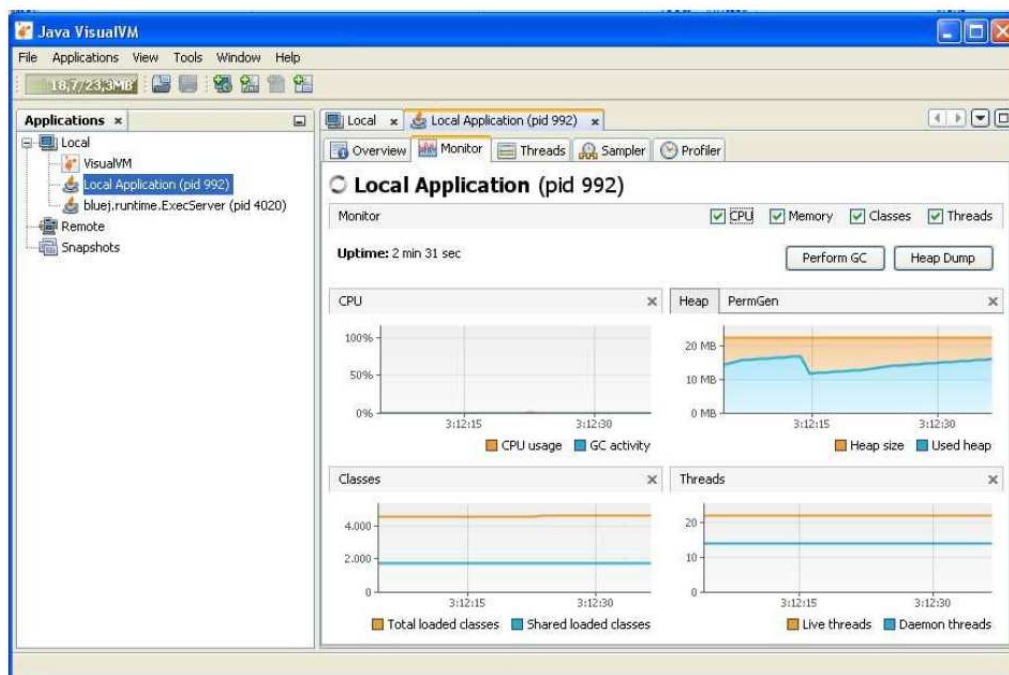 Java VisualVM
File Applications View Tools Window Help
18,7/23,3MB
Applications
Local
VisualVM
Local Application (pid 992)
bluej.runtime.ExecServer (pid 4020)
Remote
Snapshots
Local Local Application (pid 992)
Overview Monitor Threads Sampler Profiler
Local Application (pid 992)
Monitor CPU Memory Classes Threads
Uptime: 2 min 31 sec Perform GC Heap Dump
CPU
100%
50%
0%
3:12:15 3:12:30
CPU usage GC activity
Heap PermGen
20 MB
10 MB
0 MB
3:12:15 3:12:30
Heap size Used heap
Classes
4.000
2.000
0
3:12:15 3:12:30
Total loaded classes Shared loaded classes
Threads
20
10
0
3:12:15 3:12:30
Live threads Daemon threads